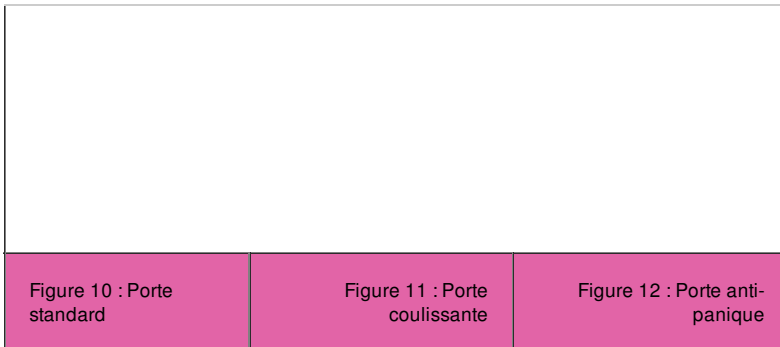 Figure 10 : Porte
standard
Figure 11 : Porte
coulissante
Figure 12 : Porte anti-
panique